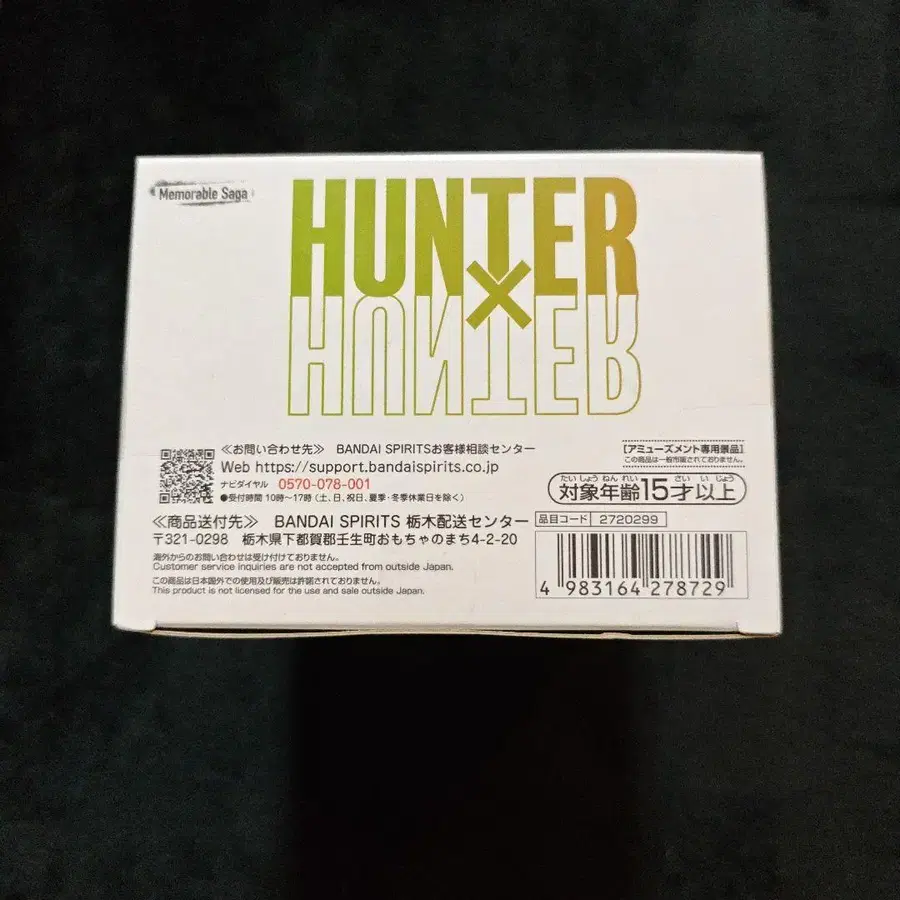 Memorable Saga
HUNTER
×
HUNTER
≪お問い合わせ先≫ BANDAI SPIRITSお客様相談センター
Web https://support.bandaispirits.co.jp
ナビダイヤル 0570-078-001
●受付時間 10時～17時 (土、日、祝日、夏季・冬季休業日を除く)
[アミューズメント専用景品]
この商品は一般市販されておりません。
たいしょうねんれい さいいじょう
対象年齢15才以上
≪商品送付先≫ BANDAI SPIRITS 栃木配送センター
〒321-0298 栃木県下都賀郡壬生町おもちゃのまち4-2-20
品目コード 2720299
海外からのお問い合わせは受け付けておりません。
Customer service inquiries are not accepted from outside Japan.
この商品は日本国外での使用及び販売は許諾されておりません。
This product is not licensed for the use and sale outside Japan.
4 983164 278729